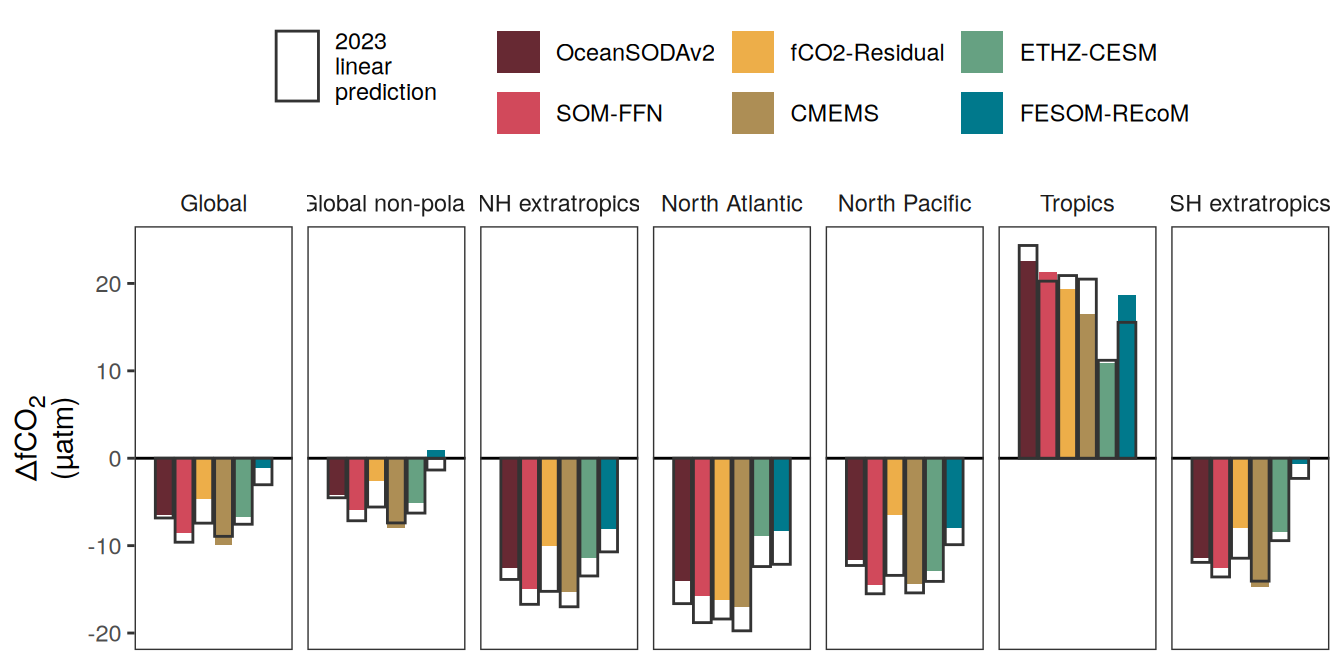 2023
linear
prediction
OceanSODAv2
fCO2-Residual
ETHZ-CESM
SOM-FFN
CMEMS
FESOM-REcoM
Global
Global non-pola
NH extratropics
North Atlantic
North Pacific
Tropics
SH extratropics
ΔfCO₂
(µatm)
20
10
0
-10
-20